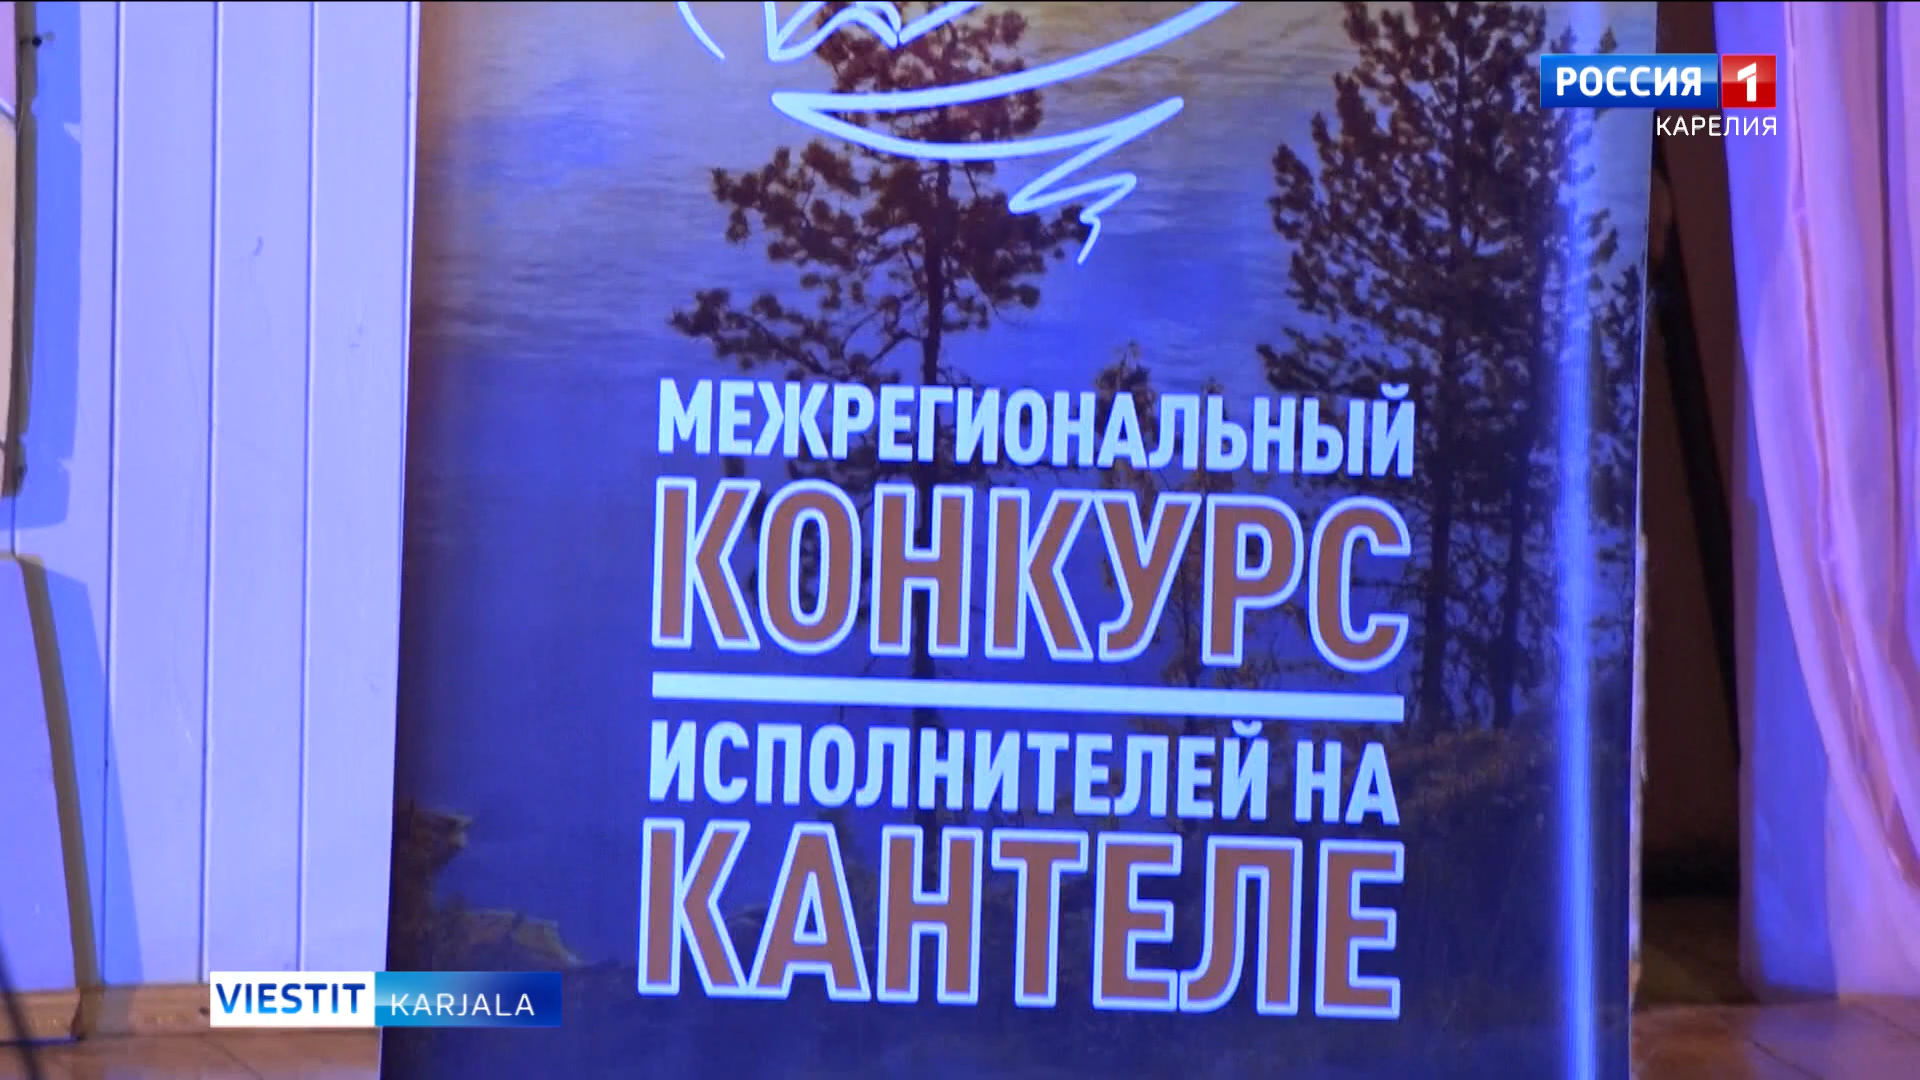 РОССИЯ 1
КАРЕЛИЯ
МЕЖРЕГИОНАЛЬНЫЙ
КОНКУРС
ИСПОЛНИТЕЛЕЙ НА
КАНТЕЛЕ
VIESTIT KARJALA